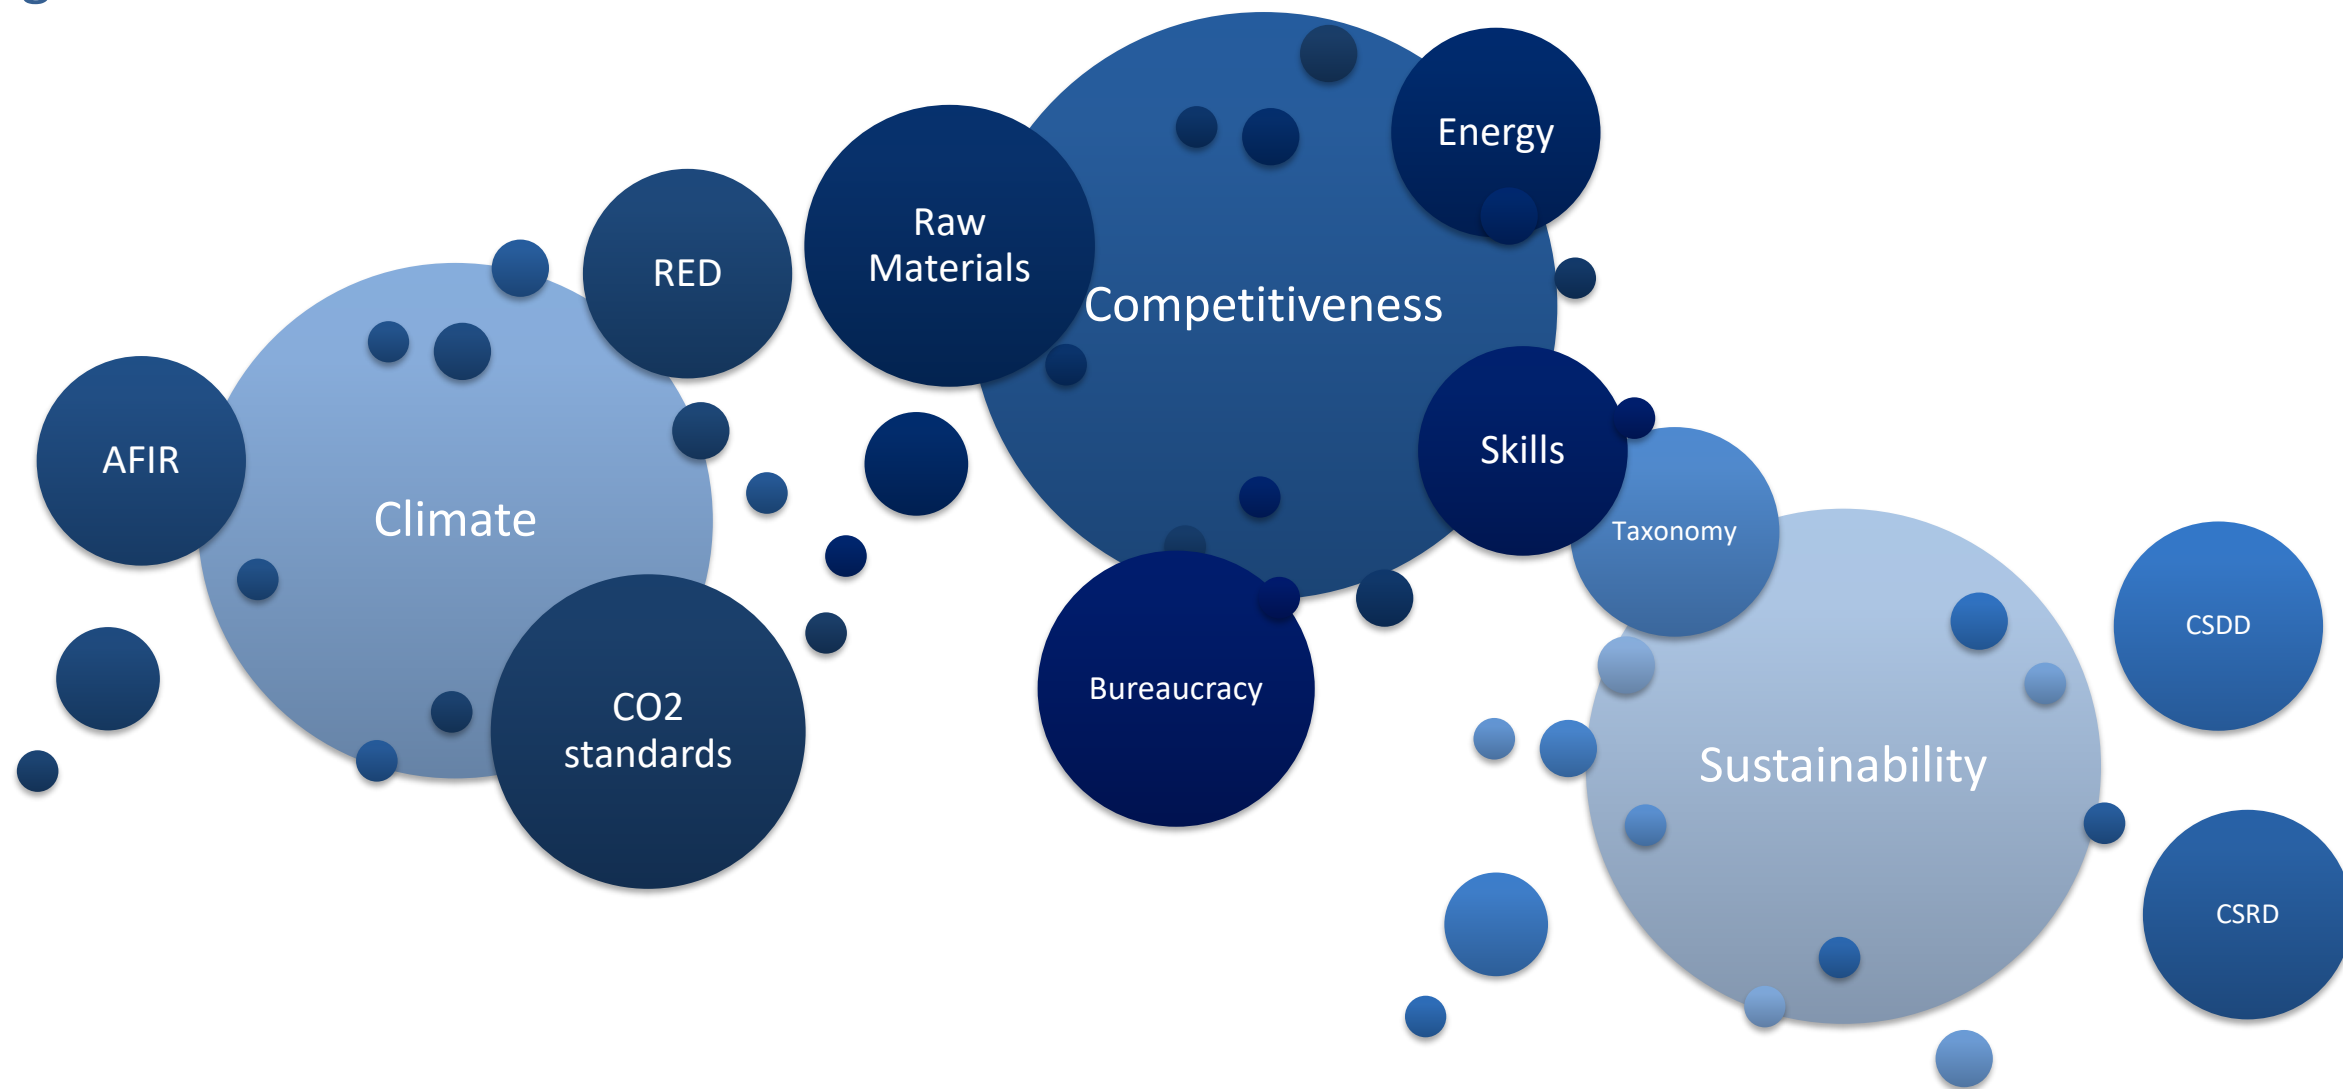 Climate
AFIR
RED
CO2
standards
Competitiveness
Raw
Materials
Energy
Skills
Bureaucracy
Sustainability
Taxonomy
CSDD
CSRD